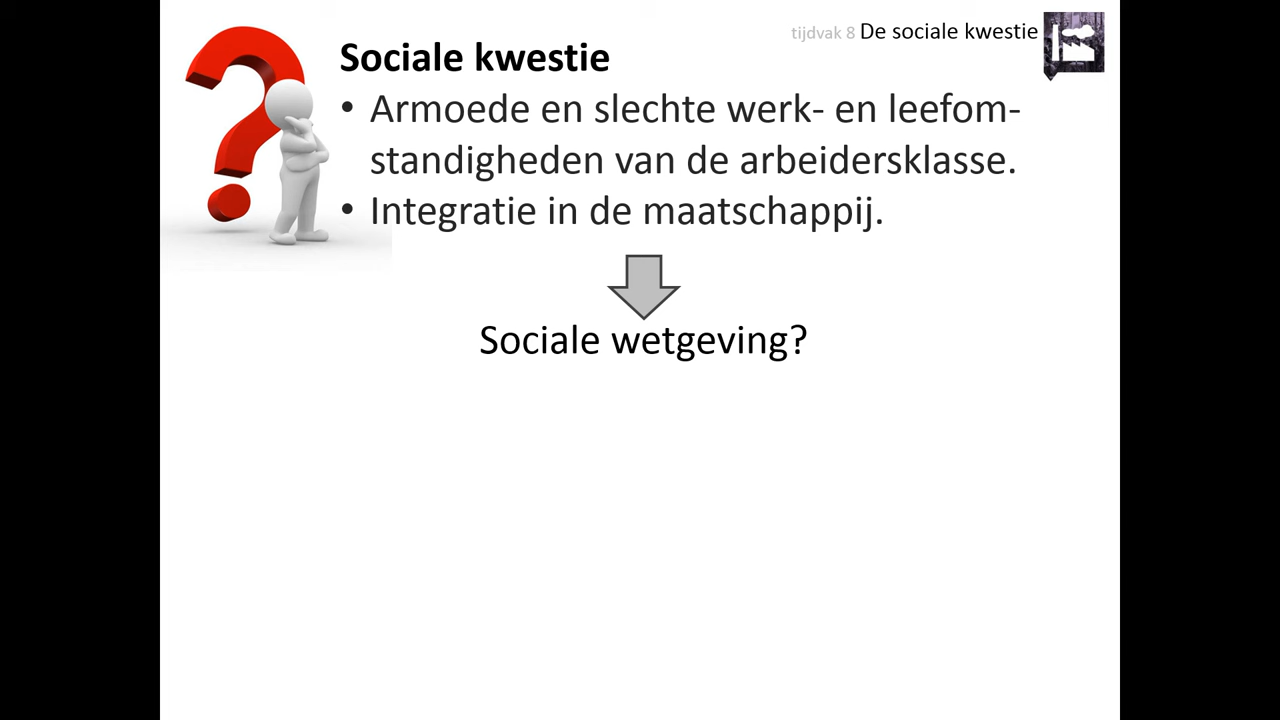 tijdvak 8 De sociale kwestie
Sociale kwestie
• Armoede en slechte werk- en leefom-
standigheden van de arbeidersklasse.
• Integratie in de maatschappij.
Sociale wetgeving?